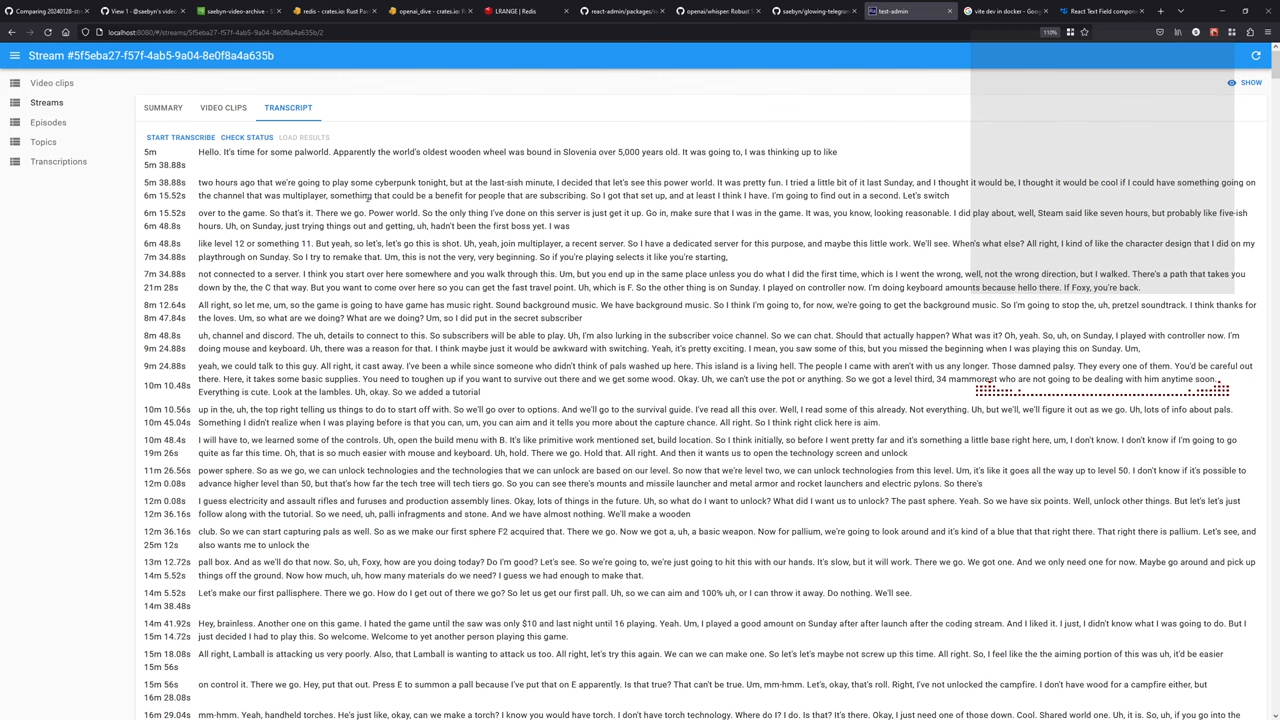 Comparing 20240128-st
View 1 · @saebyn's
saebyn-video-archive - S
redis - crates.io: Rust Pac
openai_dive - crates.io: R
LRANGE | Redis
react-admin/packages/r
openai/whisper: Robust S
saebyn/glowing-telegra
test-admin
vite dev in docker - Goo
React Text Field compone
localhost:8080/#/streams/5f5eba27-f57f-4ab5-9a04-8e0f8a4a635b/2
110%
Stream #5f5eba27-f57f-4ab5-9a04-8e0f8a4a635b
Video clips
Streams
Episodes
Topics
Transcriptions
SHOW
SUMMARY VIDEO CLIPS TRANSCRIPT
START TRANSCRIBE CHECK STATUS LOAD RESULTS
5m Hello. It's time for some palworld. Apparently the world's oldest wooden wheel was bound in Slovenia over 5,000 years old. It was going to, I was thinking up to like
5m 38.88s
5m 38.88s two hours ago that we're going to play some cyberpunk tonight, but at the last-ish minute, I decided that let's see this power world. It was pretty fun. I tried a little bit of it last Sunday, and I thought it would be, I thought it would be cool if I could have something going on
6m 15.52s the channel that was multiplayer, something that could be a benefit for people that are subscribing. So I got that set up, and at least I think I have. I'm going to find out in a second. Let's switch
6m 15.52s over to the game. So that's it. There we go. Power world. So the only thing I've done on this server is just get it up. Go in, make sure that I was in the game. It was, you know, looking reasonable. I did play about, well, Steam said like seven hours, but probably like five-ish
6m 48.8s hours. Uh, on Sunday, just trying things out and getting, uh, hadn't been the first boss yet. I was
6m 48.8s like level 12 or something 11. But yeah, so let's, let's go this is shot. Uh, yeah, join multiplayer, a recent server. So I have a dedicated server for this purpose, and maybe this little work. We'll see. When's what else? All right, I kind of like the character design that I did on my
7m 34.88s playthrough on Sunday. So I try to remake that. Um, this is not the very, very beginning. So if you're playing selects it like you're starting,
7m 34.88s not connected to a server. I think you start over here somewhere and you walk through this. Um, but you end up in the same place unless you do what I did the first time, which is I went the wrong, well, not the wrong direction, but I walked. There's a path that takes you
21m 28s down by the, the C that way. But you want to come over here so you can get the fast travel point. Uh, which is F. So the other thing is on Sunday. I played on controller now. I'm doing keyboard amounts because hello there. If Foxy, you're back.
8m 12.64s All right, so let me, um, so the game is going to have game has music right. Sound background music. We have background music. So I think I'm going to, for now, we're going to get the background music. So I'm going to stop the, uh, pretzel soundtrack. I think thanks for
8m 47.84s the loves. Um, so what are we doing? What are we doing? Um, so I did put in the secret subscriber
8m 48.8s uh, channel and discord. The uh, details to connect to this. So subscribers will be able to play. Uh, I'm also lurking in the subscriber voice channel. So we can chat. Should that actually happen? What was it? Oh, yeah. So, uh, on Sunday, I played with controller now. I'm
9m 24.88s doing mouse and keyboard. Uh, there was a reason for that. I think maybe just it would be awkward with switching. Yeah, it's pretty exciting. I mean, you saw some of this, but you missed the beginning when I was playing this on Sunday. Um,
9m 24.88s yeah, we could talk to this guy. All right, it cast away. I've been a while since someone who didn't think of pals washed up here. This island is a living hell. The people I came with aren't with us any longer. Those damned palsy. They every one of them. You'd be careful out
there. Here, it takes some basic supplies. You need to toughen up if you want to survive out there and we get some wood. Okay. Uh, we can't use the pot or anything. So we got a level third, 34 mammorest who are not going to be dealing with him anytime soon.
10m 10.48s
Everything is cute. Look at the lambles. Uh, okay. So we added a tutorial
10m 10.56s up in the, uh, the top right telling us things to do to start off with. So we'll go over to options. And we'll go to the survival guide. I've read all this over. Well, I read some of this already. Not everything. Uh, but we'll, we'll figure it out as we go. Uh, lots of info about pals.
10m 45.04s Something I didn't realize when I was playing before is that you can, um, you can aim and it tells you more about the capture chance. All right. So I think right click here is aim.
10m 48.4s I will have to, we learned some of the controls. Uh, open the build menu with B. It's like primitive work mentioned set, build location. So I think initially, so before I went pretty far and it's something a little base right here, um, I don't know. I don't know if I'm going to go
19m 26s quite as far this time. Oh, that is so much easier with mouse and keyboard. Uh, hold. There we go. Hold that. All right. And then it wants us to open the technology screen and unlock
11m 26.56s power sphere. So as we go, we can unlock technologies and the technologies that we can unlock are based on our level. So now that we're level two, we can unlock technologies from this level. Um, it's like it goes all the way up to level 50. I don't know if it's possible to
12m 0.08s advance higher level than 50, but that's how far the tech tree will tech tiers go. So you can see there's mounts and missile launcher and metal armor and rocket launchers and electric pylons. So there's
12m 0.08s I guess electricity and assault rifles and furuses and production assembly lines. Okay, lots of things in the future. Uh, so what do I want to unlock? What did I want us to unlock? The past sphere. Yeah. So we have six points. Well, unlock other things. But let's let's just
12m 36.16s follow along with the tutorial. So we need, uh, palli infragments and stone. And we have almost nothing. We'll make a wooden
12m 36.16s club. So we can start capturing pals as well. So as we make our first sphere F2 acquired that. There we go. Now we got a, uh, a basic weapon. Now for pallium, we're going to look around and it's kind of a blue that that right there. That right there is pallium. Let's see, and
25m 12s also wants me to unlock the
13m 12.72s pall box. And as we'll do that now. So, uh, Foxy, how are you doing today? Do I'm good? Let's see. So we're going to, we're just going to hit this with our hands. It's slow, but it will work. There we go. We got one. And we only need one for now. Maybe go around and pick up
14m 5.52s things off the ground. Now how much, uh, how many materials do we need? I guess we had enough to make that.
14m 5.52s Let's make our first pallisphere. There we go. How do I get out of there we go? So let us get our first pall. Uh, so we can aim and 100% uh, or I can throw it away. Do nothing. We'll see.
14m 38.48s
14m 41.92s Hey, brainless. Another one on this game. I hated the game until the saw was only $10 and last night until 16 playing. Yeah. Um, I played a good amount on Sunday after after launch after the coding stream. And I liked it. I just, I didn't know what I was going to do. But I
15m 14.72s just decided I had to play this. So welcome. Welcome to yet another person playing this game.
15m 18.08s All right, Lamball is attacking us very poorly. Also, that Lamball is wanting to attack us too. All right, let's try this again. We can we can make one. So let's let's maybe not screw up this time. All right. So, I feel like the the aiming portion of this was uh, it'd be easier
15m 56s
15m 56s on control it. There we go. Hey, put that out. Press E to summon a pall because I've put that on E apparently. Is that true? That can't be true. Um, mm-hmm. Let's, okay, that's roll. Right, I've not unlocked the campfire. I don't have wood for a campfire either, but
16m 28.08s
16m 29.04s mm-hmm. Yeah, handheld torches. He's just like, okay, can we make a torch? I know you would have torch. I don't have torch technology. Where do I? I do. Is that? It's there. Okay, I just need one of those down. Cool. Shared world one. Uh, it is. So, uh, if you go into the